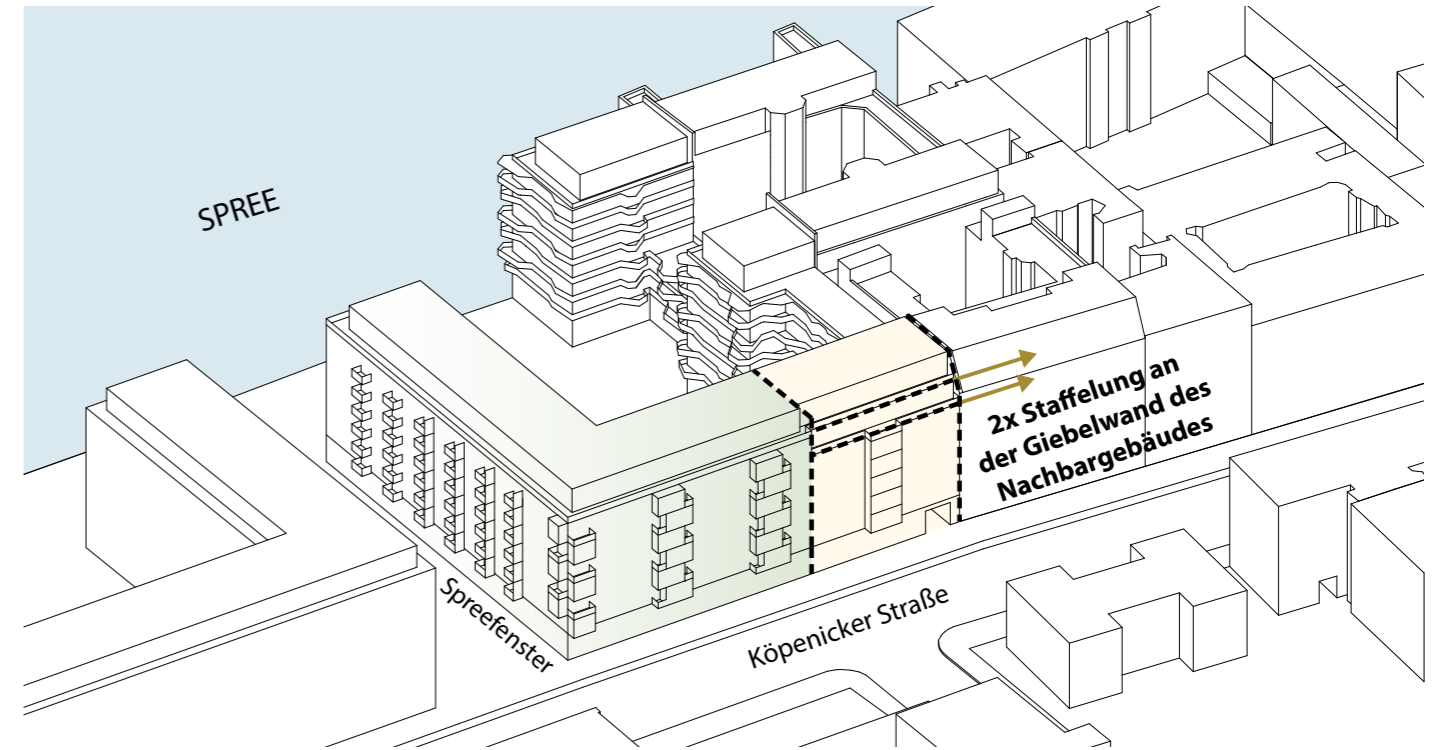 SPREE
2x Staffelung an
der Giebelwand des
Nachbargebäudes
Spreefenster
Köpenicker Straße